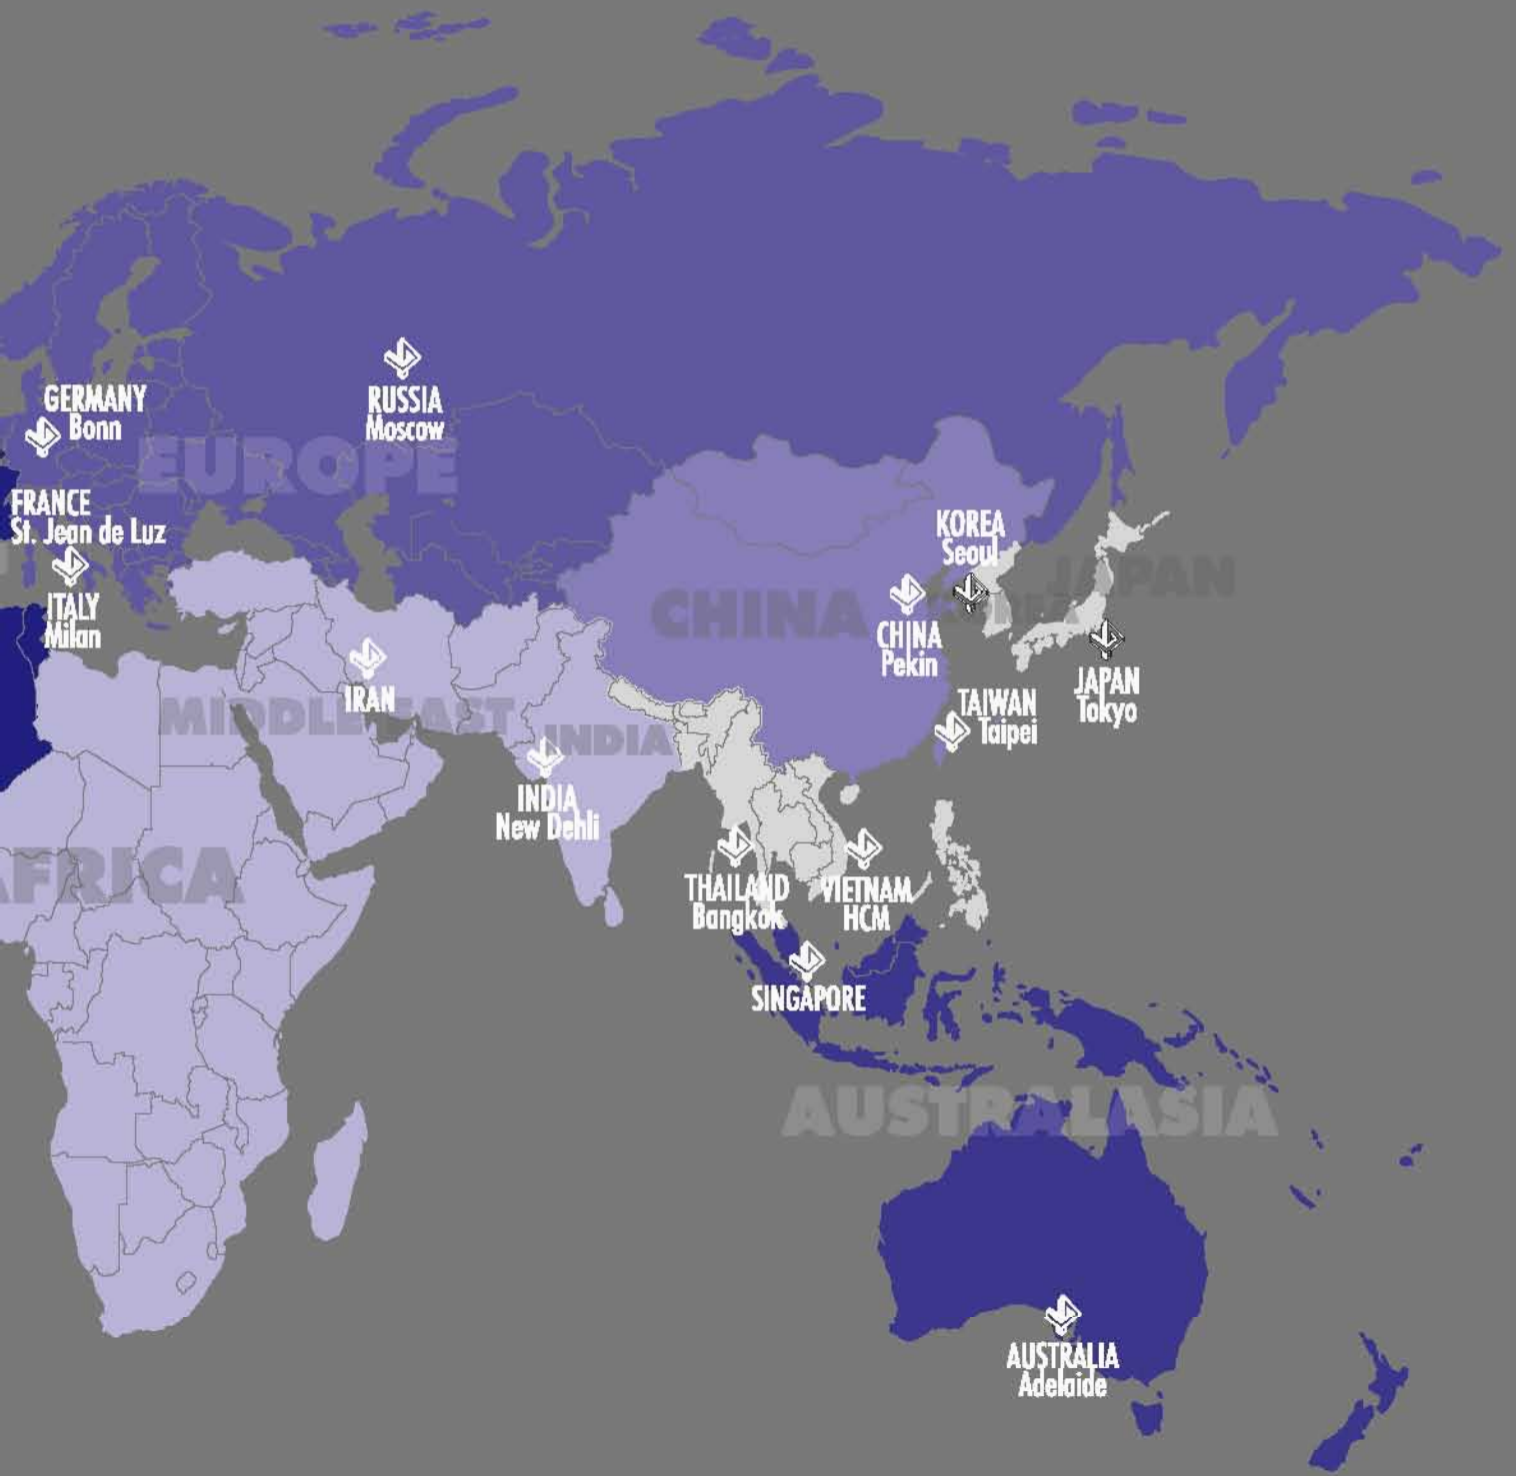 GERMANY
Bonn
RUSSIA
Moscow
EUROPE
FRANCE
St. Jean de Luz
ITALY
Milan
KOREA
Seoul
JAPAN
CHINA
KOREA
CHINA
Pekin
IRAN
MIDDLE EAST
INDIA
JAPAN
Tokyo
TAIWAN
Taipei
INDIA
New Dehli
AFRICA
THAILAND
Bangkok
VIETNAM
HCM
SINGAPORE
AUSTRALASIA
AUSTRALIA
Adelaide